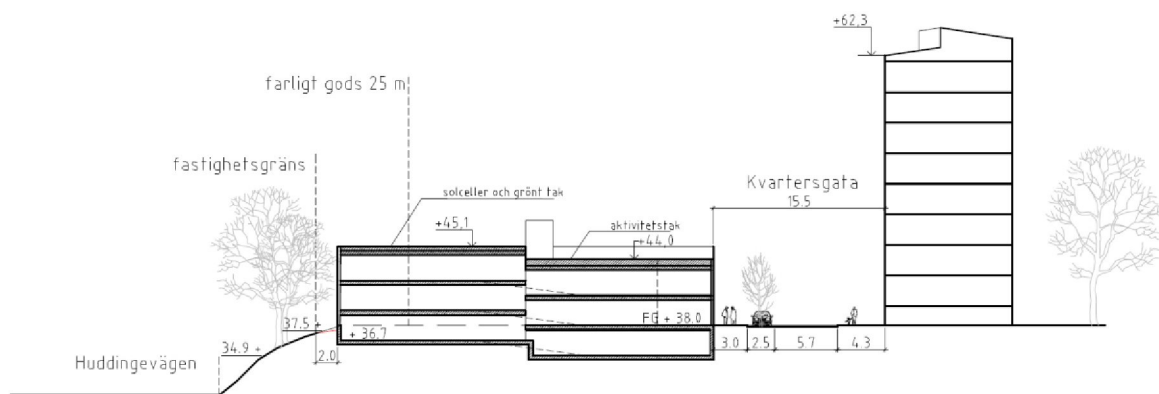 +62,3
farligt gods 25 m
fastighetsgräns
Kvartersgata
15.5
solceller och grönt tak
aktivitetstak
+45,1
+44,0
37.5 +
+ 36.7
FG + 38.0
34.9 +
2.0
3.0
2.5
5.7
4.3
Huddingevägen